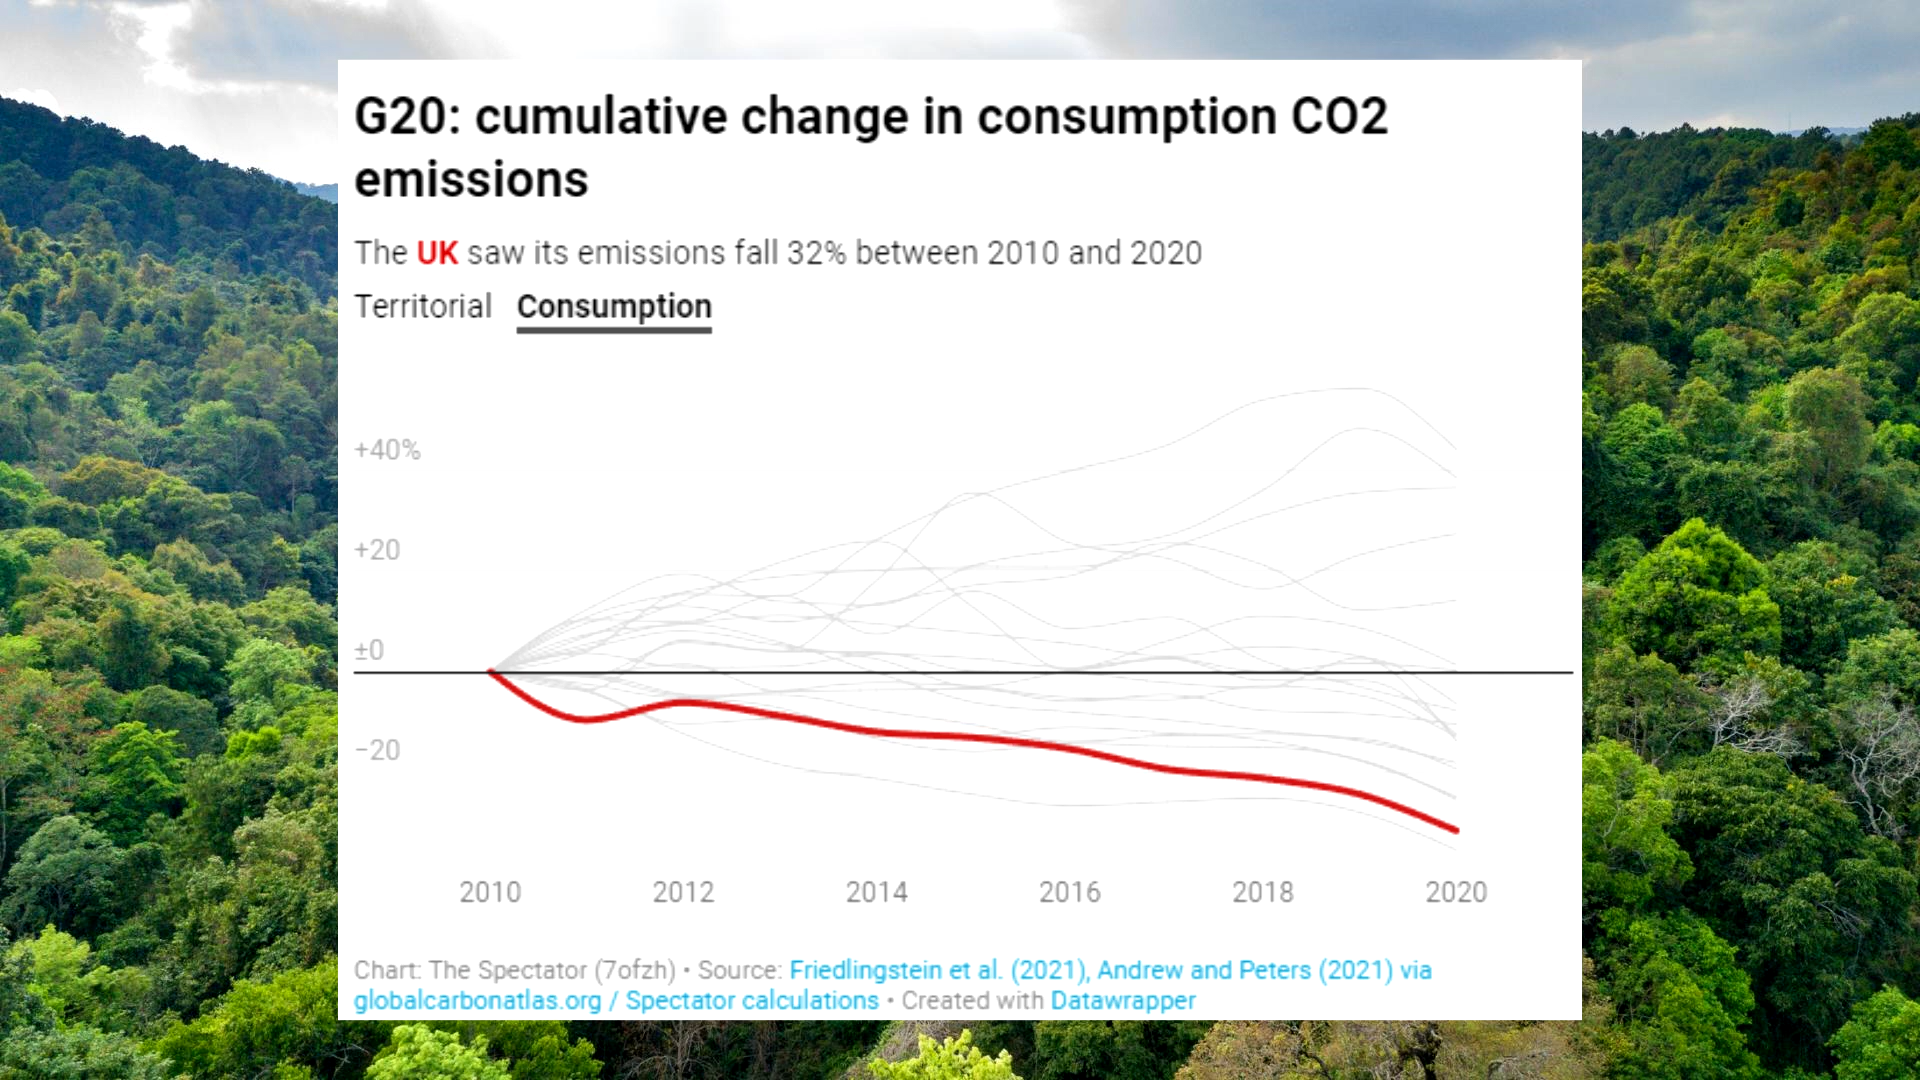 G20: cumulative change in consumption CO2
emissions
The UK saw its emissions fall 32% between 2010 and 2020
Territorial Consumption
+40%
+20
±0
−20
2010 2012 2014 2016 2018 2020
Chart: The Spectator (7ofzh) • Source: Friedlingstein et al. (2021), Andrew and Peters (2021) via
globalcarbonatlas.org / Spectator calculations • Created with Datawrapper